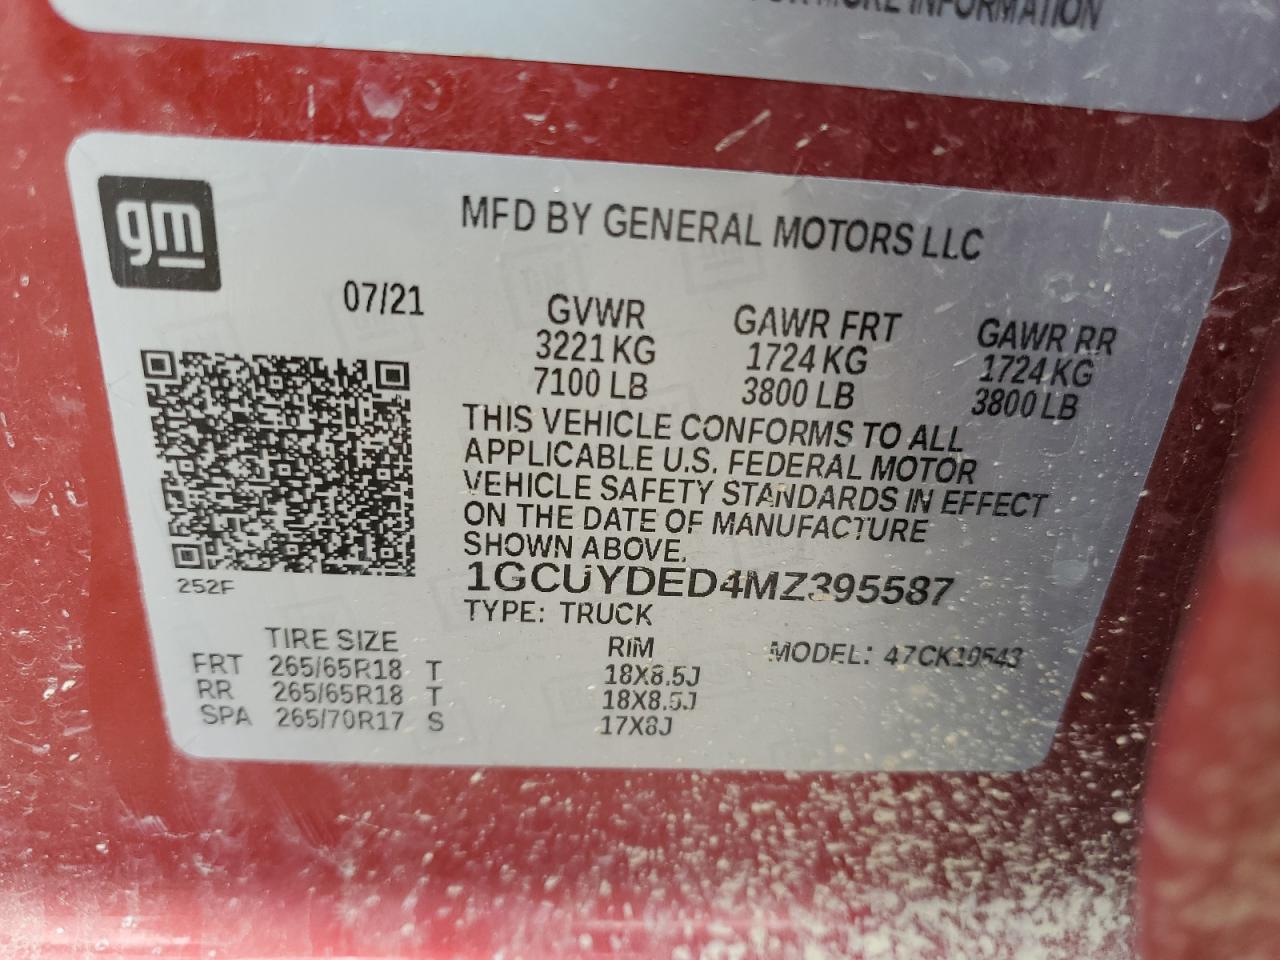 FOR MORE INFORMATION
gm
MFD BY GENERAL MOTORS LLC
07/21
GVWR GAWR FRT GAWR RR
3221 KG 1724 KG 1724 KG
7100 LB 3800 LB 3800 LB
THIS VEHICLE CONFORMS TO ALL
APPLICABLE U.S. FEDERAL MOTOR
VEHICLE SAFETY STANDARDS IN EFFECT
ON THE DATE OF MANUFACTURE
SHOWN ABOVE.
252F
1GCUYDED4MZ395587
TYPE: TRUCK
TIRE SIZE RIM MODEL: 47CK10543
FRT 265/65R18 T 18X8.5J
RR 265/65R18 T 18X8.5J
SPA 265/70R17 S 17X8J